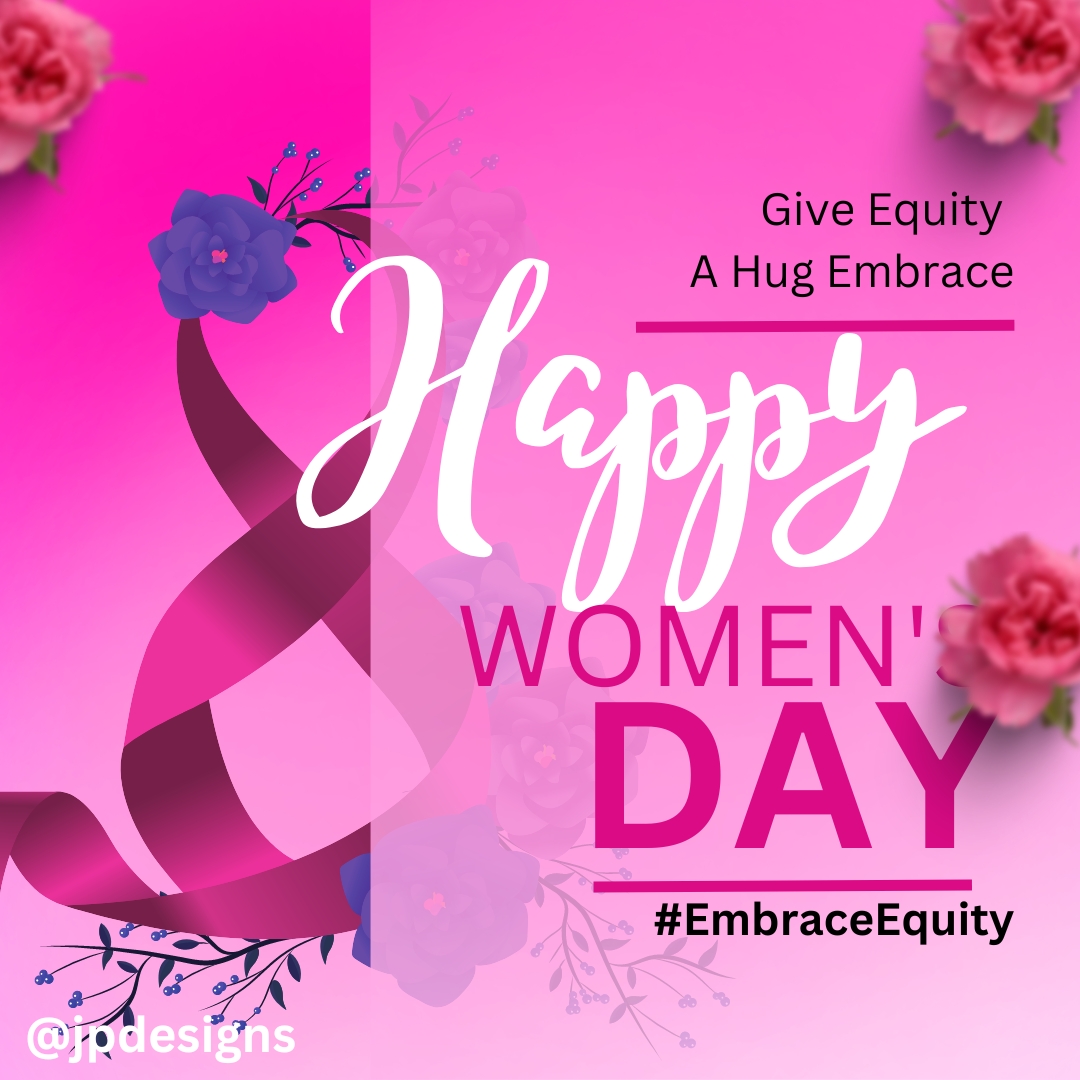 Give Equity
A Hug Embrace
Happy
WOMEN'S
DAY
#EmbraceEquity
@jpdesigns